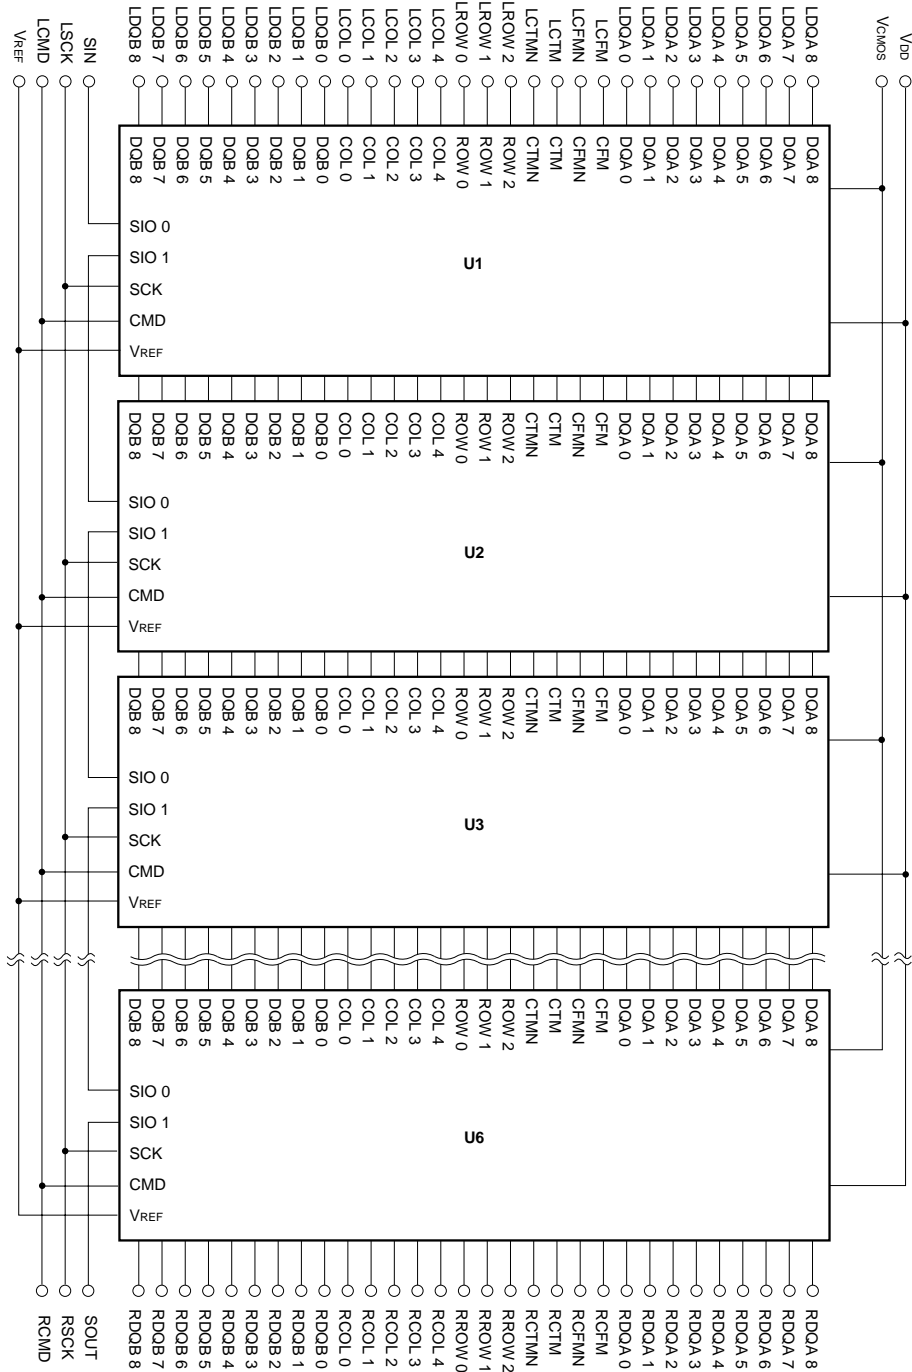 VREF
LCMD
LSCK
SIN
LDQB 8
LDQB 7
LDQB 6
LDQB 5
LDQB 4
LDQB 3
LDQB 2
LDQB 1
LDQB 0
LCOL 0
LCOL 1
LCOL 2
LCOL 3
LCOL 4
LROW 0
LROW 1
LROW 2
LCTMN
LCTM
LCFMN
LCFM
LDQA 0
LDQA 1
LDQA 2
LDQA 3
LDQA 4
LDQA 5
LDQA 6
LDQA 7
LDQA 8
VCMOS
VDD
DQB 8
DQB 7
DQB 6
DQB 5
DQB 4
DQB 3
DQB 2
DQB 1
DQB 0
COL 0
COL 1
COL 2
COL 3
COL 4
ROW 0
ROW 1
ROW 2
CTMN
CTM
CFMN
CFM
DQA 0
DQA 1
DQA 2
DQA 3
DQA 4
DQA 5
DQA 6
DQA 7
DQA 8
SIO 0
SIO 1
SCK
CMD
VREF
U1
DQB 8
DQB 7
DQB 6
DQB 5
DQB 4
DQB 3
DQB 2
DQB 1
DQB 0
COL 0
COL 1
COL 2
COL 3
COL 4
ROW 0
ROW 1
ROW 2
CTMN
CTM
CFMN
CFM
DQA 0
DQA 1
DQA 2
DQA 3
DQA 4
DQA 5
DQA 6
DQA 7
DQA 8
SIO 0
SIO 1
SCK
CMD
VREF
U2
DQB 8
DQB 7
DQB 6
DQB 5
DQB 4
DQB 3
DQB 2
DQB 1
DQB 0
COL 0
COL 1
COL 2
COL 3
COL 4
ROW 0
ROW 1
ROW 2
CTMN
CTM
CFMN
CFM
DQA 0
DQA 1
DQA 2
DQA 3
DQA 4
DQA 5
DQA 6
DQA 7
DQA 8
SIO 0
SIO 1
SCK
CMD
VREF
U3
DQB 8
DQB 7
DQB 6
DQB 5
DQB 4
DQB 3
DQB 2
DQB 1
DQB 0
COL 0
COL 1
COL 2
COL 3
COL 4
ROW 0
ROW 1
ROW 2
CTMN
CTM
CFMN
CFM
DQA 0
DQA 1
DQA 2
DQA 3
DQA 4
DQA 5
DQA 6
DQA 7
DQA 8
SIO 0
SIO 1
SCK
CMD
VREF
U6
RCMD
RSCK
SOUT
RDQB 8
RDQB 7
RDQB 6
RDQB 5
RDQB 4
RDQB 3
RDQB 2
RDQB 1
RDQB 0
RCOL 0
RCOL 1
RCOL 2
RCOL 3
RCOL 4
RROW 0
RROW 1
RROW 2
RCTMN
RCTM
RCFMN
RCFM
RDQA 0
RDQA 1
RDQA 2
RDQA 3
RDQA 4
RDQA 5
RDQA 6
RDQA 7
RDQA 8